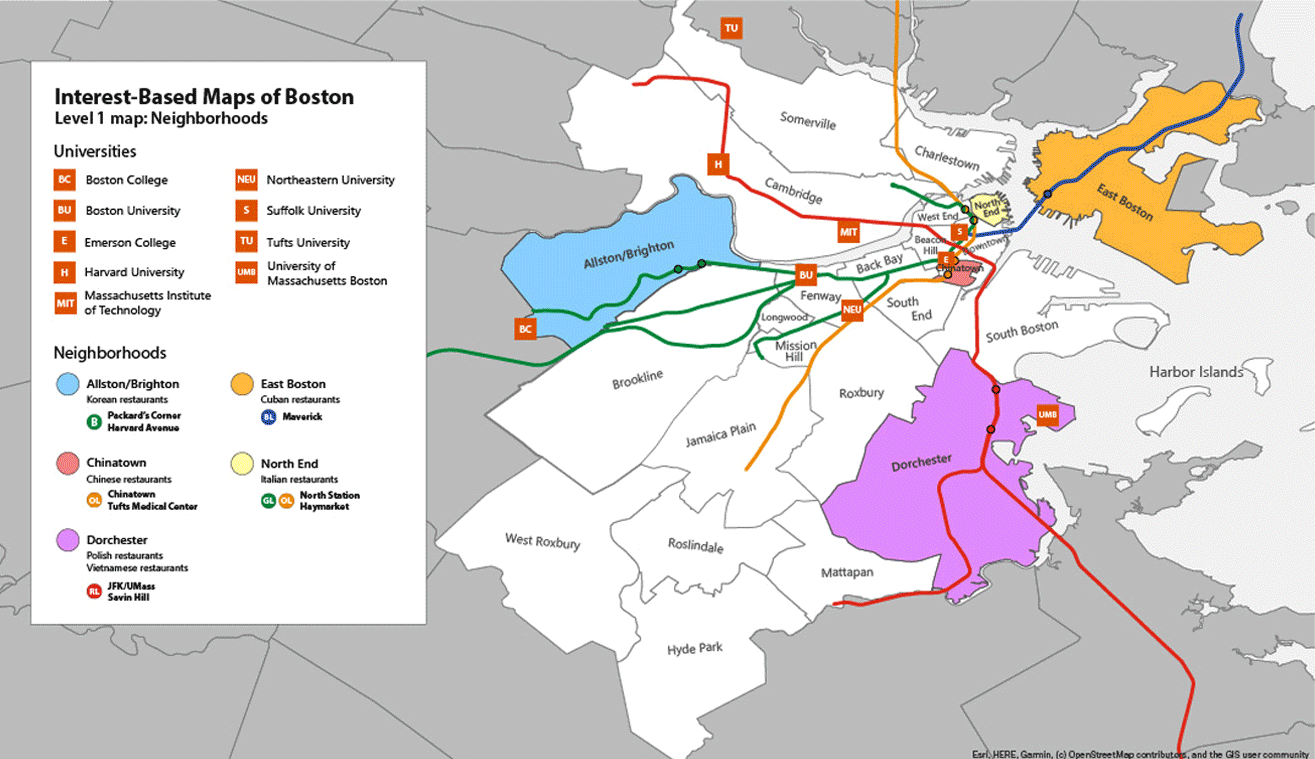 Interest-Based Maps of Boston
Level 1 map: Neighborhoods
Universities
BC Boston College
BU Boston University
E Emerson College
H Harvard University
MIT Massachusetts Institute
of Technology
NEU Northeastern University
S Suffolk University
TU Tufts University
UMB University of
Massachusetts Boston
Neighborhoods
Allston/Brighton
Korean restaurants
B Packard's Corner
Harvard Avenue
Chinatown
Chinese restaurants
OL Chinatown
Tufts Medical Center
Dorchester
Polish restaurants
Vietnamese restaurants
RL JFK/UMass
Savin Hill
East Boston
Cuban restaurants
BL Maverick
North End
Italian restaurants
GL OL North Station
Haymarket
TU
Somerville
Charlestown
H
Cambridge
MIT
West End
North
End
East Boston
S
Beacon
Hill
Downtown
E
Chinatown
Allston/Brighton
Back Bay
BU
Fenway
NEU
South
End
Longwood
BC
Mission
Hill
South Boston
Brookline
Roxbury
Harbor Islands
UMB
Jamaica Plain
Dorchester
West Roxbury
Roslindale
Mattapan
Hyde Park
Esri, HERE, Garmin, (c) OpenStreetMap contributors, and the GIS user community